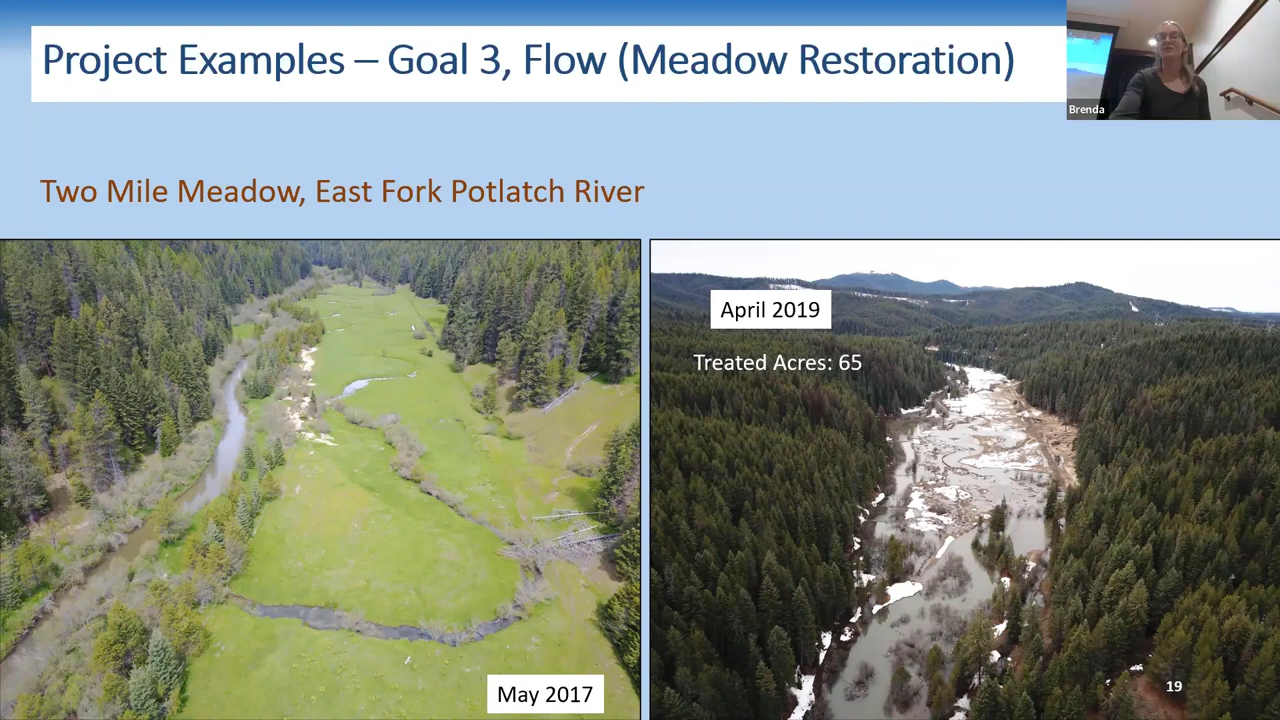 Project Examples – Goal 3, Flow (Meadow Restoration)
Brenda
Two Mile Meadow, East Fork Potlatch River
April 2019
Treated Acres: 65
May 2017
19